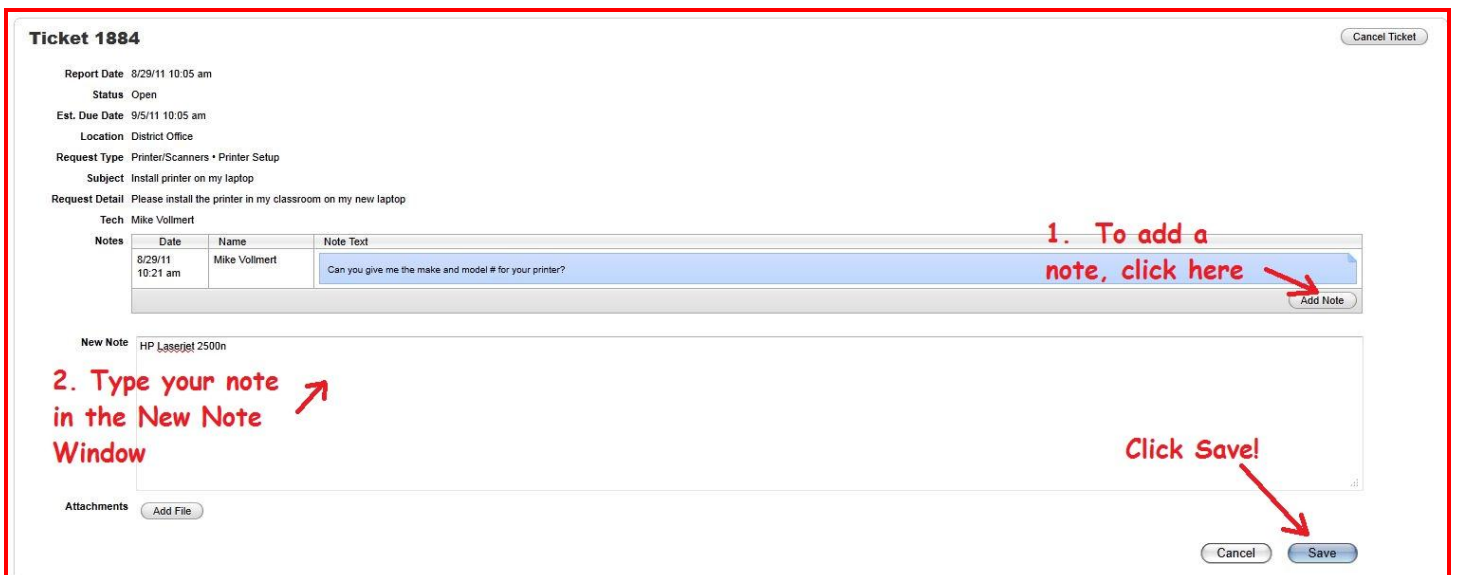 Ticket 1884
Cancel Ticket
Report Date 8/29/11 10:05 am
Status Open
Est. Due Date 9/5/11 10:05 am
Location District Office
Request Type Printer/Scanners • Printer Setup
Subject Install printer on my laptop
Request Detail Please install the printer in my classroom on my new laptop
Tech Mike Vollmert
Notes Date Name Note Text
8/29/11 Mike Vollmert
10:21 am
Can you give me the make and model # for your printer?
1. To add a
note, click here
Add Note
New Note HP Laserjet 2500n
2. Type your note
in the New Note
Window
Click Save!
Attachments Add File
Cancel Save